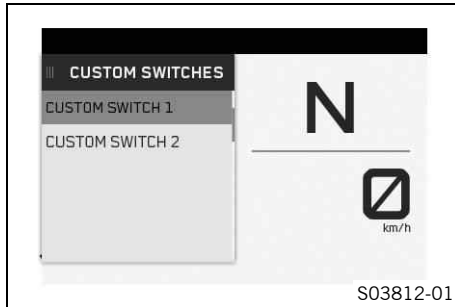 CUSTOM SWITCHES
CUSTOM SWITCH 1
CUSTOM SWITCH 2
N
0
km/h
S03812-01